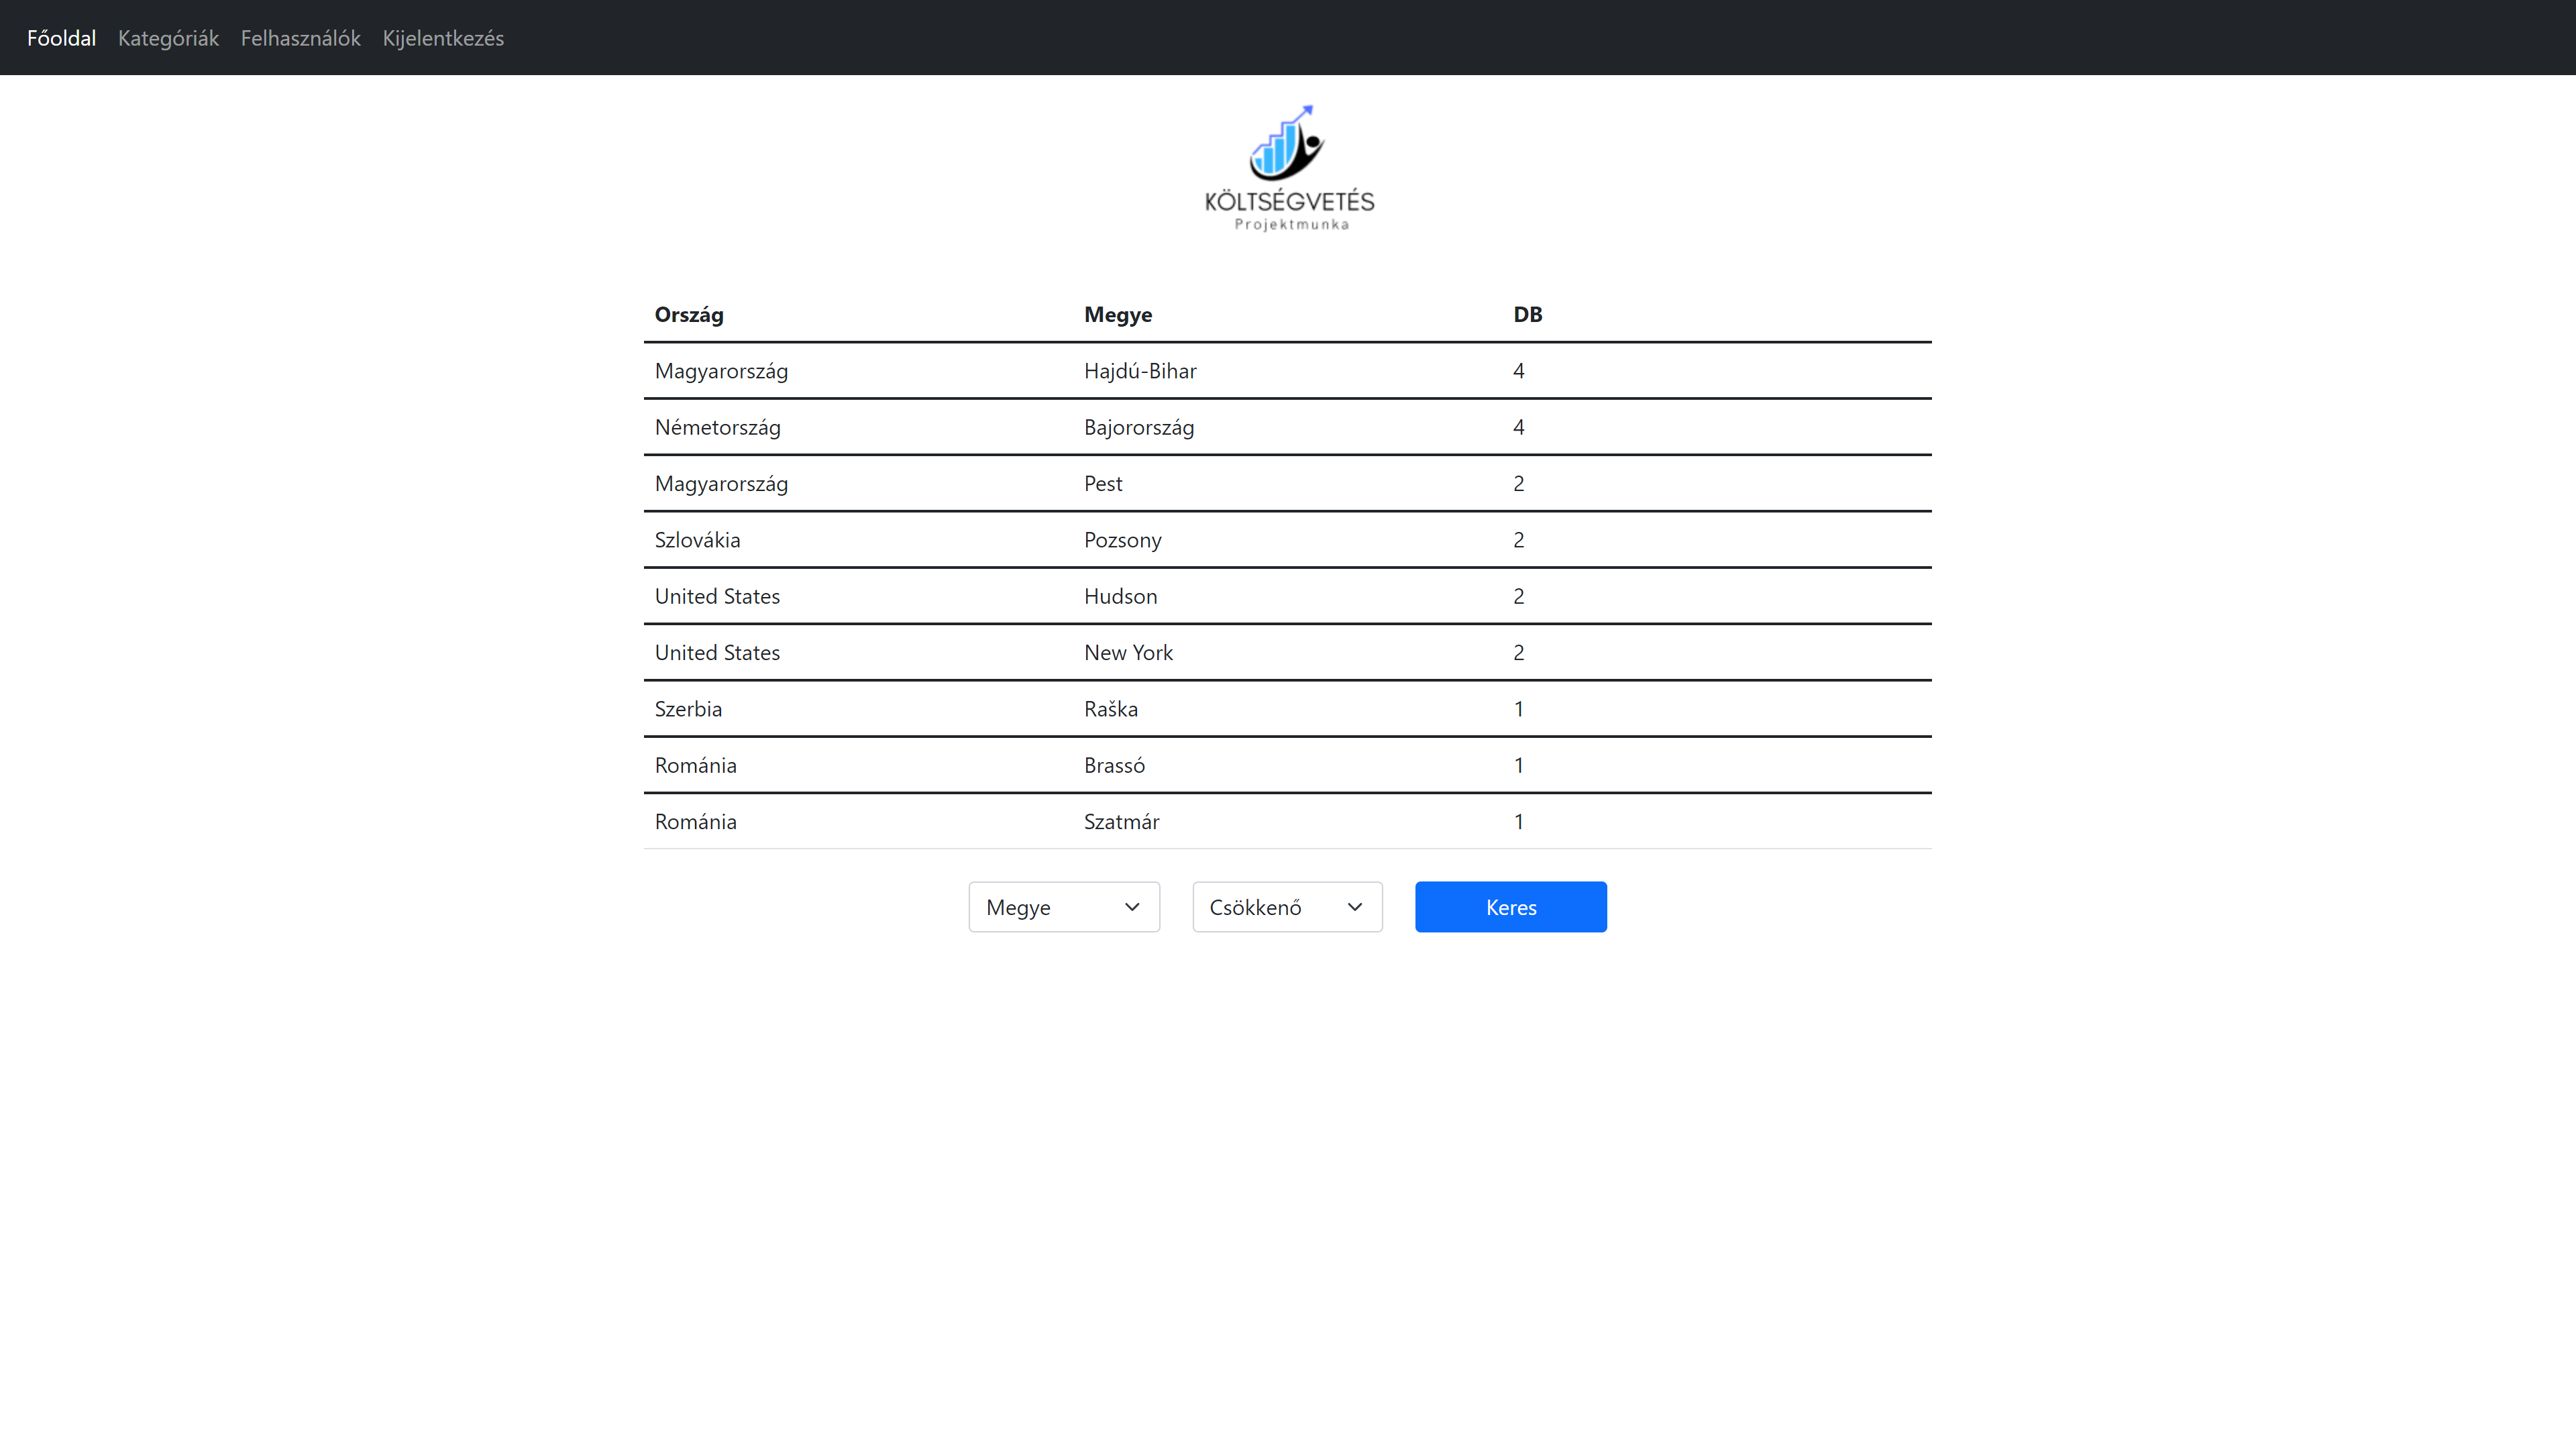 Főoldal Kategóriák Felhasználók Kijelentkezés
KÖLTSÉGVETÉS
Projektmunka
Ország Megye DB
Magyarország Hajdú-Bihar 4
Németország Bajorország 4
Magyarország Pest 2
Szlovákia Pozsony 2
United States Hudson 2
United States New York 2
Szerbia Raška 1
Románia Brassó 1
Románia Szatmár 1
Megye Csökkenő Keres